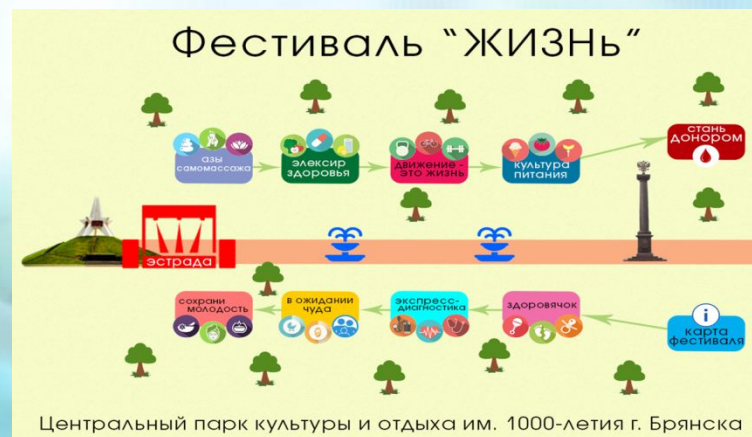 Фестиваль "ЖИЗНЬ"
азы
самомассажа
элексир
здоровья
движение -
это жизнь
культура
питания
стань
донором
эстрада
сохрани
молодость
в ожидании
чуда
экспресс-
диагностика
здоровячок
i
карта
фестиваля
Центральный парк культуры и отдыха им. 1000-летия г. Брянска